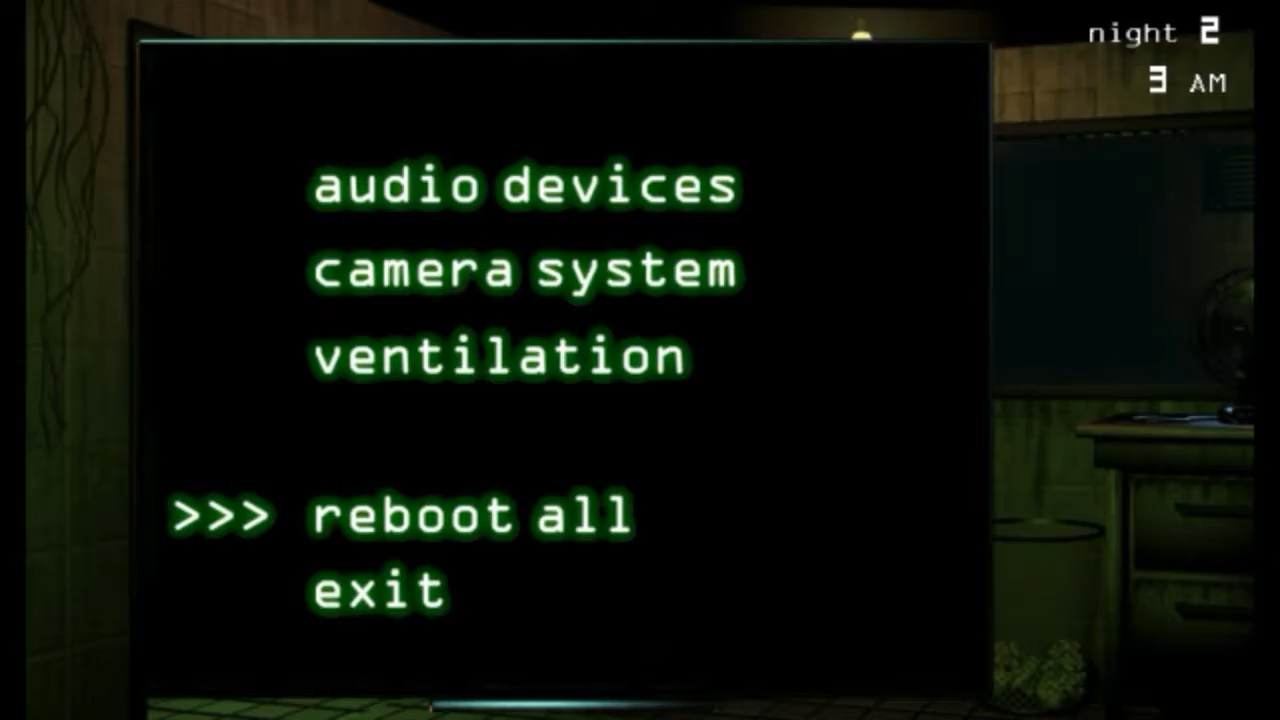 night 2
3 AM
audio devices
camera system
ventilation
>>> reboot all
exit